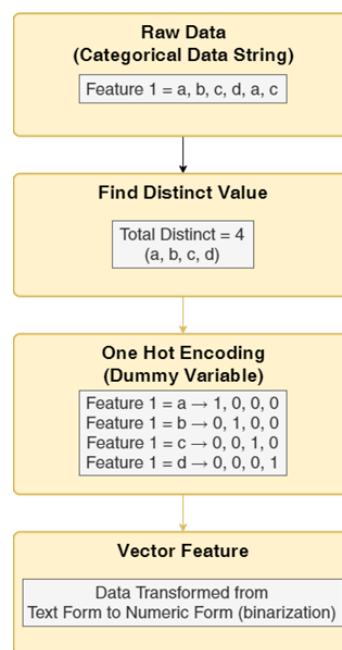 Raw Data
(Categorical Data String)
Feature 1 = a, b, c, d, a, c
Find Distinct Value
Total Distinct = 4
(a, b, c, d)
One Hot Encoding
(Dummy Variable)
Feature 1 = a → 1, 0, 0, 0
Feature 1 = b → 0, 1, 0, 0
Feature 1 = c → 0, 0, 1, 0
Feature 1 = d → 0, 0, 0, 1
Vector Feature
Data Transformed from
Text Form to Numeric Form (binarization)